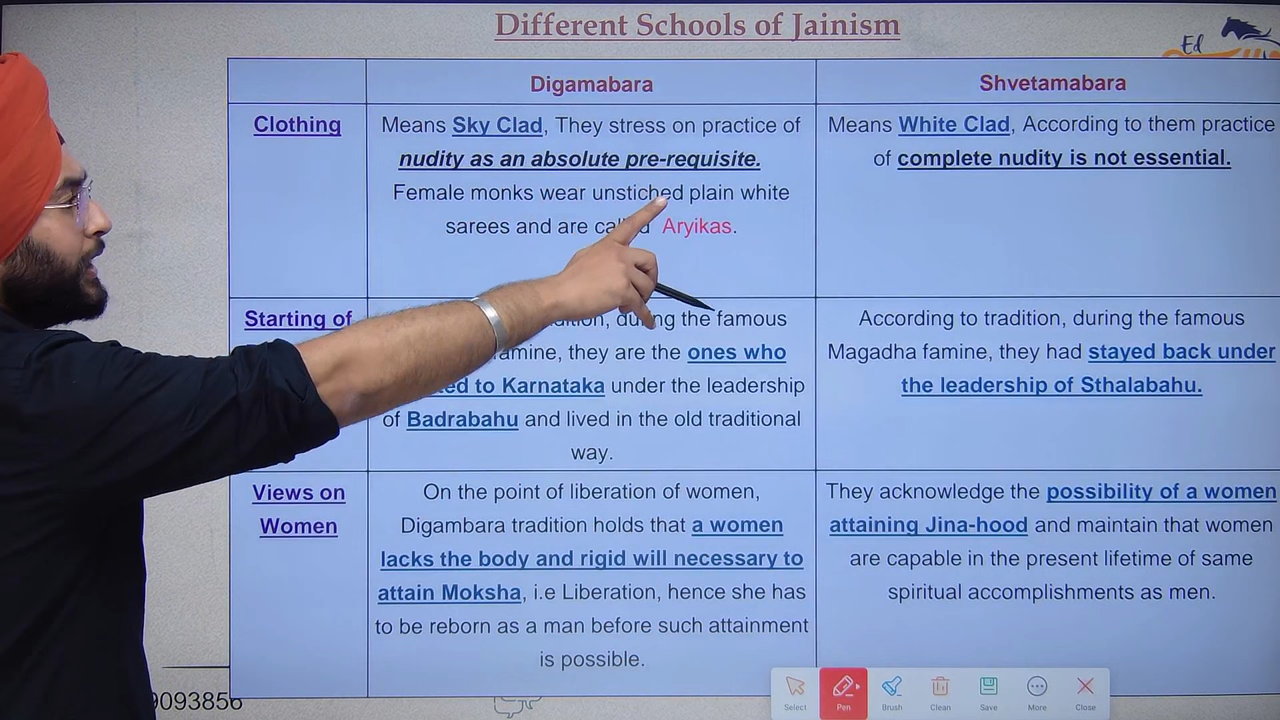 Different Schools of Jainism
Ed
Digamabara
Shvetamabara
Clothing
Means Sky Clad, They stress on practice of
nudity as an absolute pre-requisite.
Female monks wear unstiched plain white
sarees and are called Aryikas.
Means White Clad, According to them practice
of complete nudity is not essential.
Starting of
during the famous
famine, they are the ones who
to Karnataka under the leadership
of Badrabahu and lived in the old traditional
way.
According to tradition, during the famous
Magadha famine, they had stayed back under
the leadership of Sthalabahu.
Views on
Women
On the point of liberation of women,
Digambara tradition holds that a women
lacks the body and rigid will necessary to
attain Moksha, i.e Liberation, hence she has
to be reborn as a man before such attainment
is possible.
They acknowledge the possibility of a women
attaining Jina-hood and maintain that women
are capable in the present lifetime of same
spiritual accomplishments as men.
9093856
Select
Pen
Brush
Clean
Save
More
Close